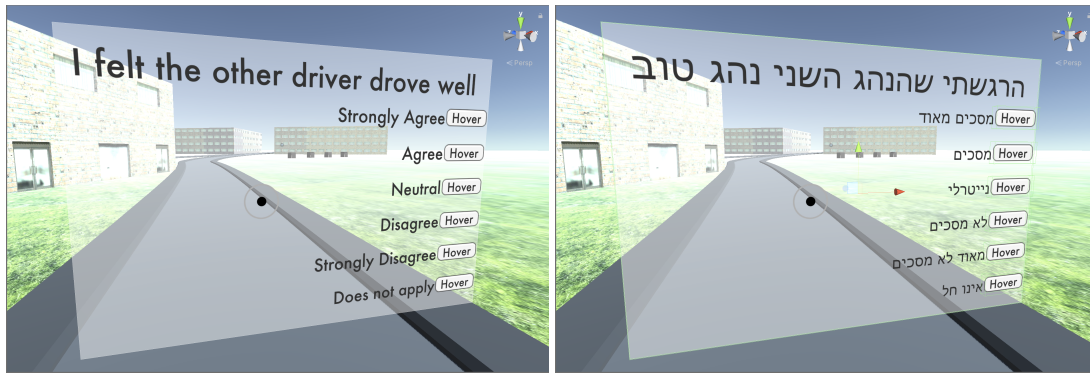 I felt the other driver drove well
Strongly Agree Hover
Agree Hover
Neutral Hover
Disagree Hover
Strongly Disagree Hover
Does not apply Hover
y
Persp
הרגשתי שהנהג השני נהג טוב
מסכים מאוד Hover
מסכים Hover
נייטרלי Hover
לא מסכים Hover
מאוד לא מסכים Hover
אינו חל Hover
y
Persp